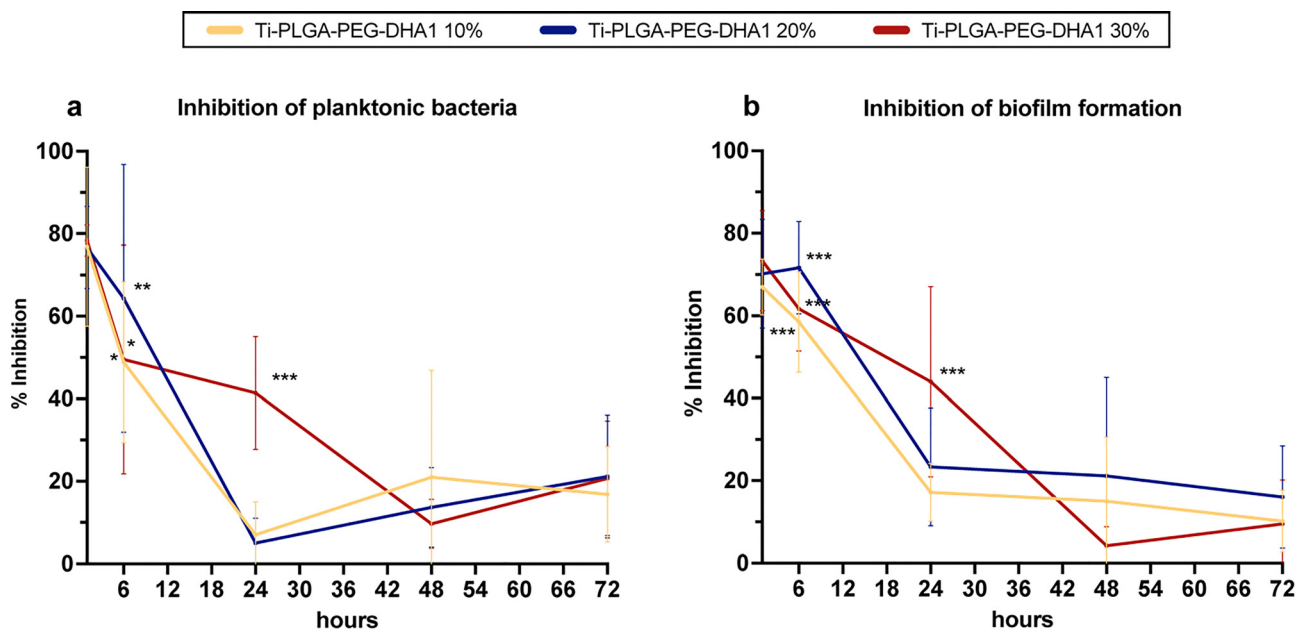 Ti-PLGA-PEG-DHA1 10% Ti-PLGA-PEG-DHA1 20% Ti-PLGA-PEG-DHA1 30%
a Inhibition of planktonic bacteria
% Inhibition
100
80
60
40
20
0
**
*
*
***
6 12 18 24 30 36 42 48 54 60 66 72
hours
b Inhibition of biofilm formation
% Inhibition
100
80
60
40
20
0
***
***
***
***
6 12 18 24 30 36 42 48 54 60 66 72
hours